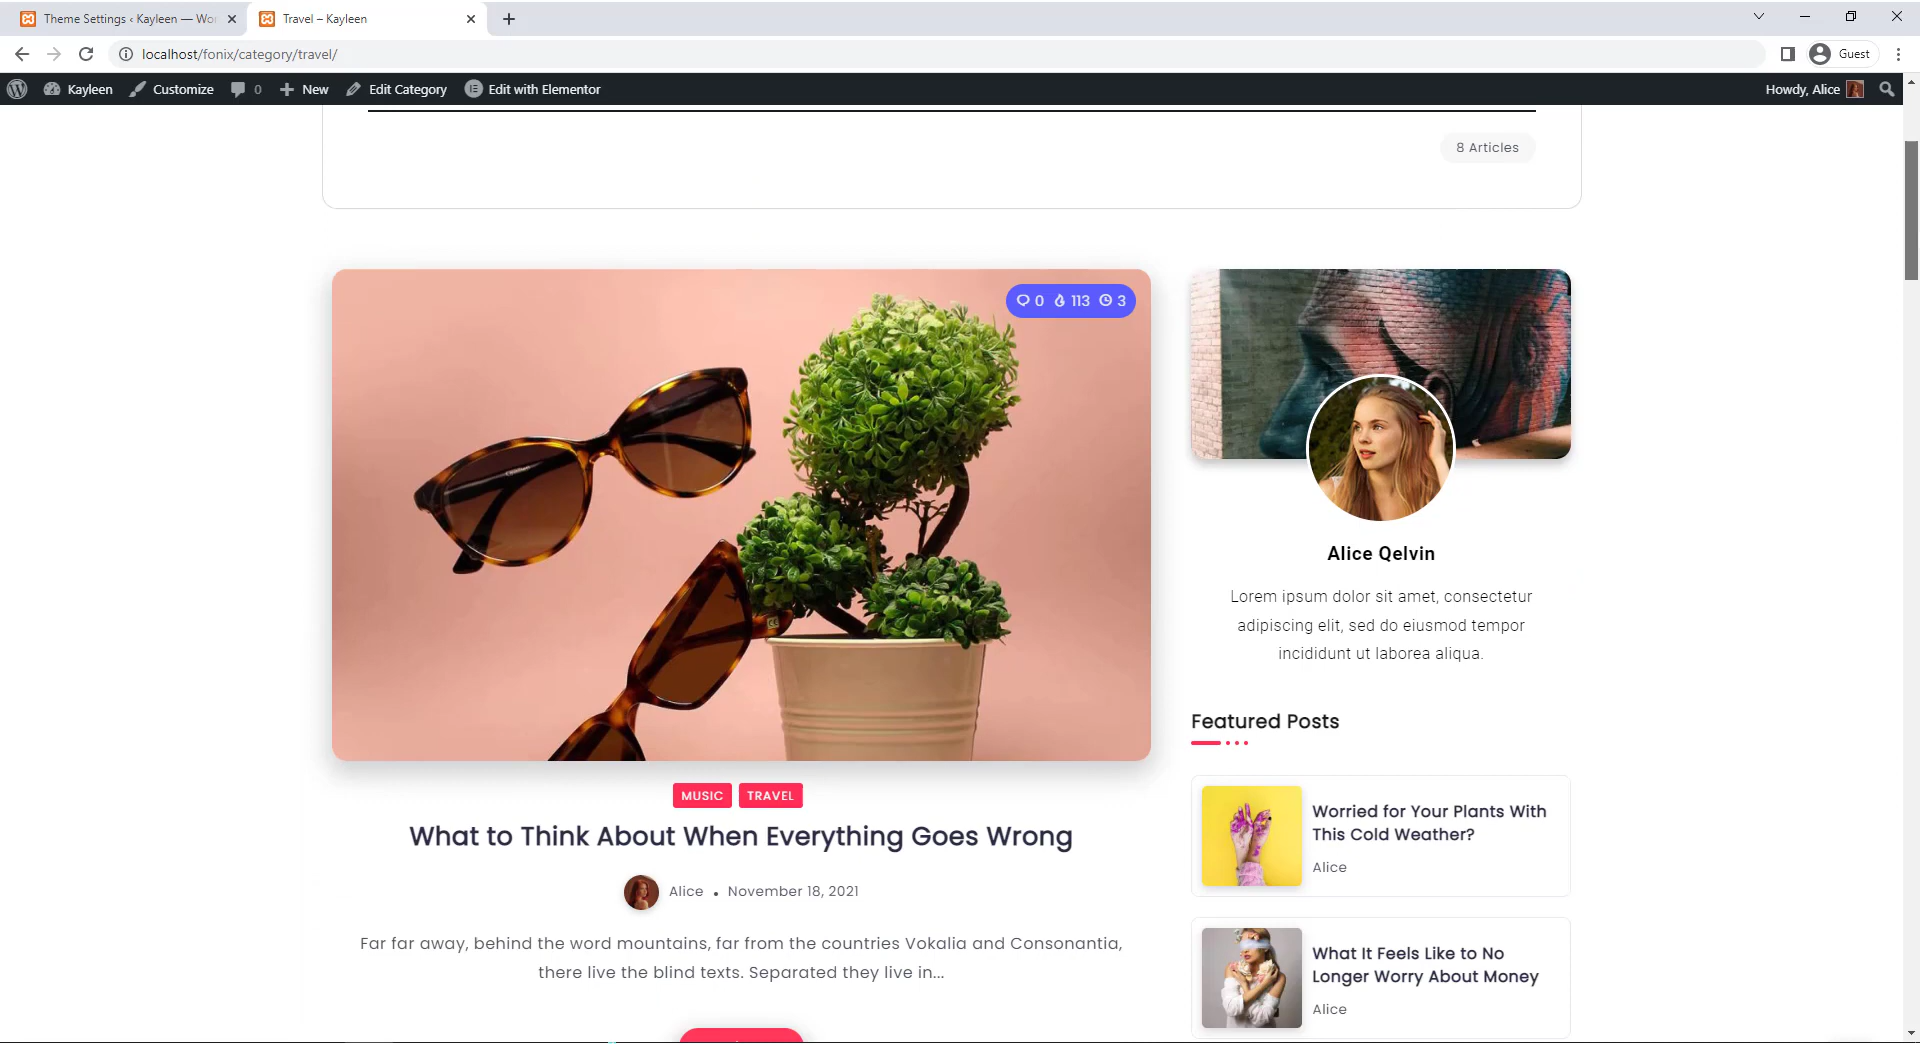 Theme Settings ‹ Kayleen — Wo
Travel – Kayleen
localhost/fonix/category/travel/
Guest
Kayleen
Customize
0
New
Edit Category
Edit with Elementor
Howdy, Alice
8 Articles
0 113 3
Alice Qelvin
Lorem ipsum dolor sit amet, consectetur
adipiscing elit, sed do eiusmod tempor
incididunt ut laborea aliqua.
MUSIC
TRAVEL
What to Think About When Everything Goes Wrong
Alice • November 18, 2021
Far far away, behind the word mountains, far from the countries Vokalia and Consonantia,
there live the blind texts. Separated they live in...
Featured Posts
Worried for Your Plants With
This Cold Weather?
Alice
What It Feels Like to No
Longer Worry About Money
Alice